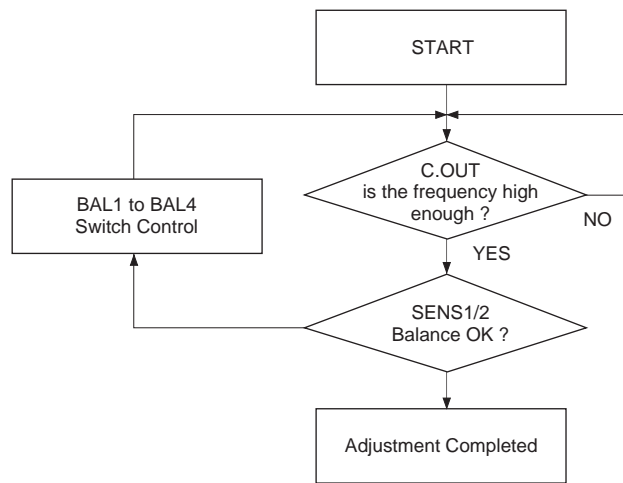 START
C.OUT
is the frequency high
enough ?
NO
YES
BAL1 to BAL4
Switch Control
SENS1/2
Balance OK ?
Adjustment Completed